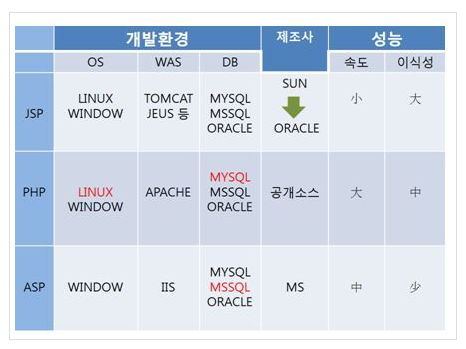 개발환경 제조사 성능
OS WAS DB 속도 이식성
JSP
LINUX
WINDOW
TOMCAT
JEUS 등
MYSQL
MSSQL
ORACLE
SUN
ORACLE
小
大
PHP
LINUX
WINDOW
APACHE
MYSQL
MSSQL
ORACLE
공개소스
大
中
ASP
WINDOW
IIS
MYSQL
MSSQL
ORACLE
MS
中
少